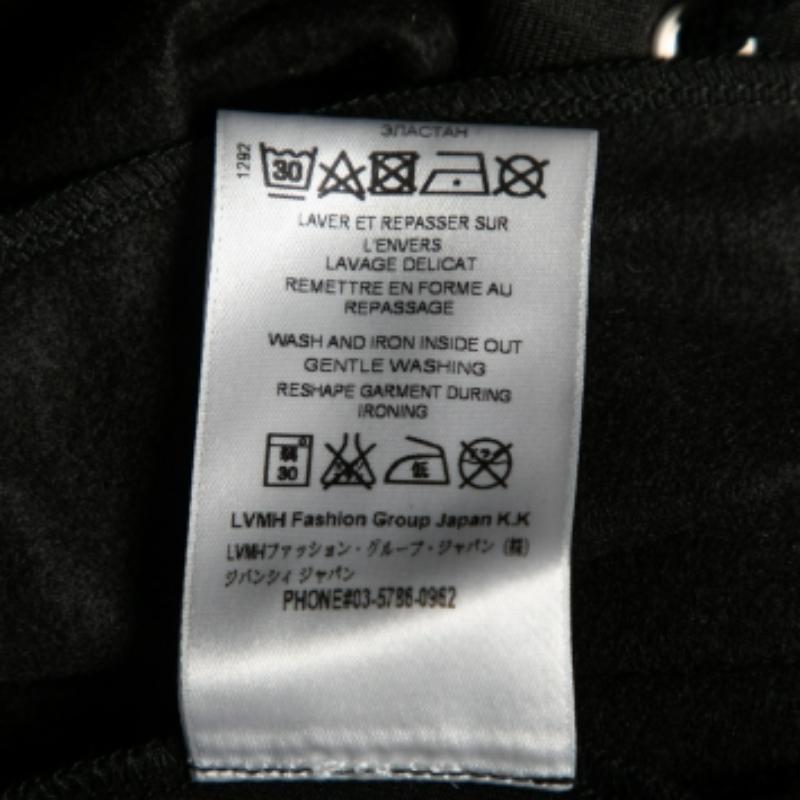 ЭЛАСТАН
1292
30
LAVER ET REPASSER SUR
L'ENVERS
LAVAGE DELICAT
REMETTRE EN FORME AU
REPASSAGE
WASH AND IRON INSIDE OUT
GENTLE WASHING
RESHAPE GARMENT DURING
IRONING
30
低
LVMH Fashion Group Japan K.K
LVMHファッション・グループ・ジャパン (株)
ジバンシィ ジャパン
PHONE#03-5786-0962